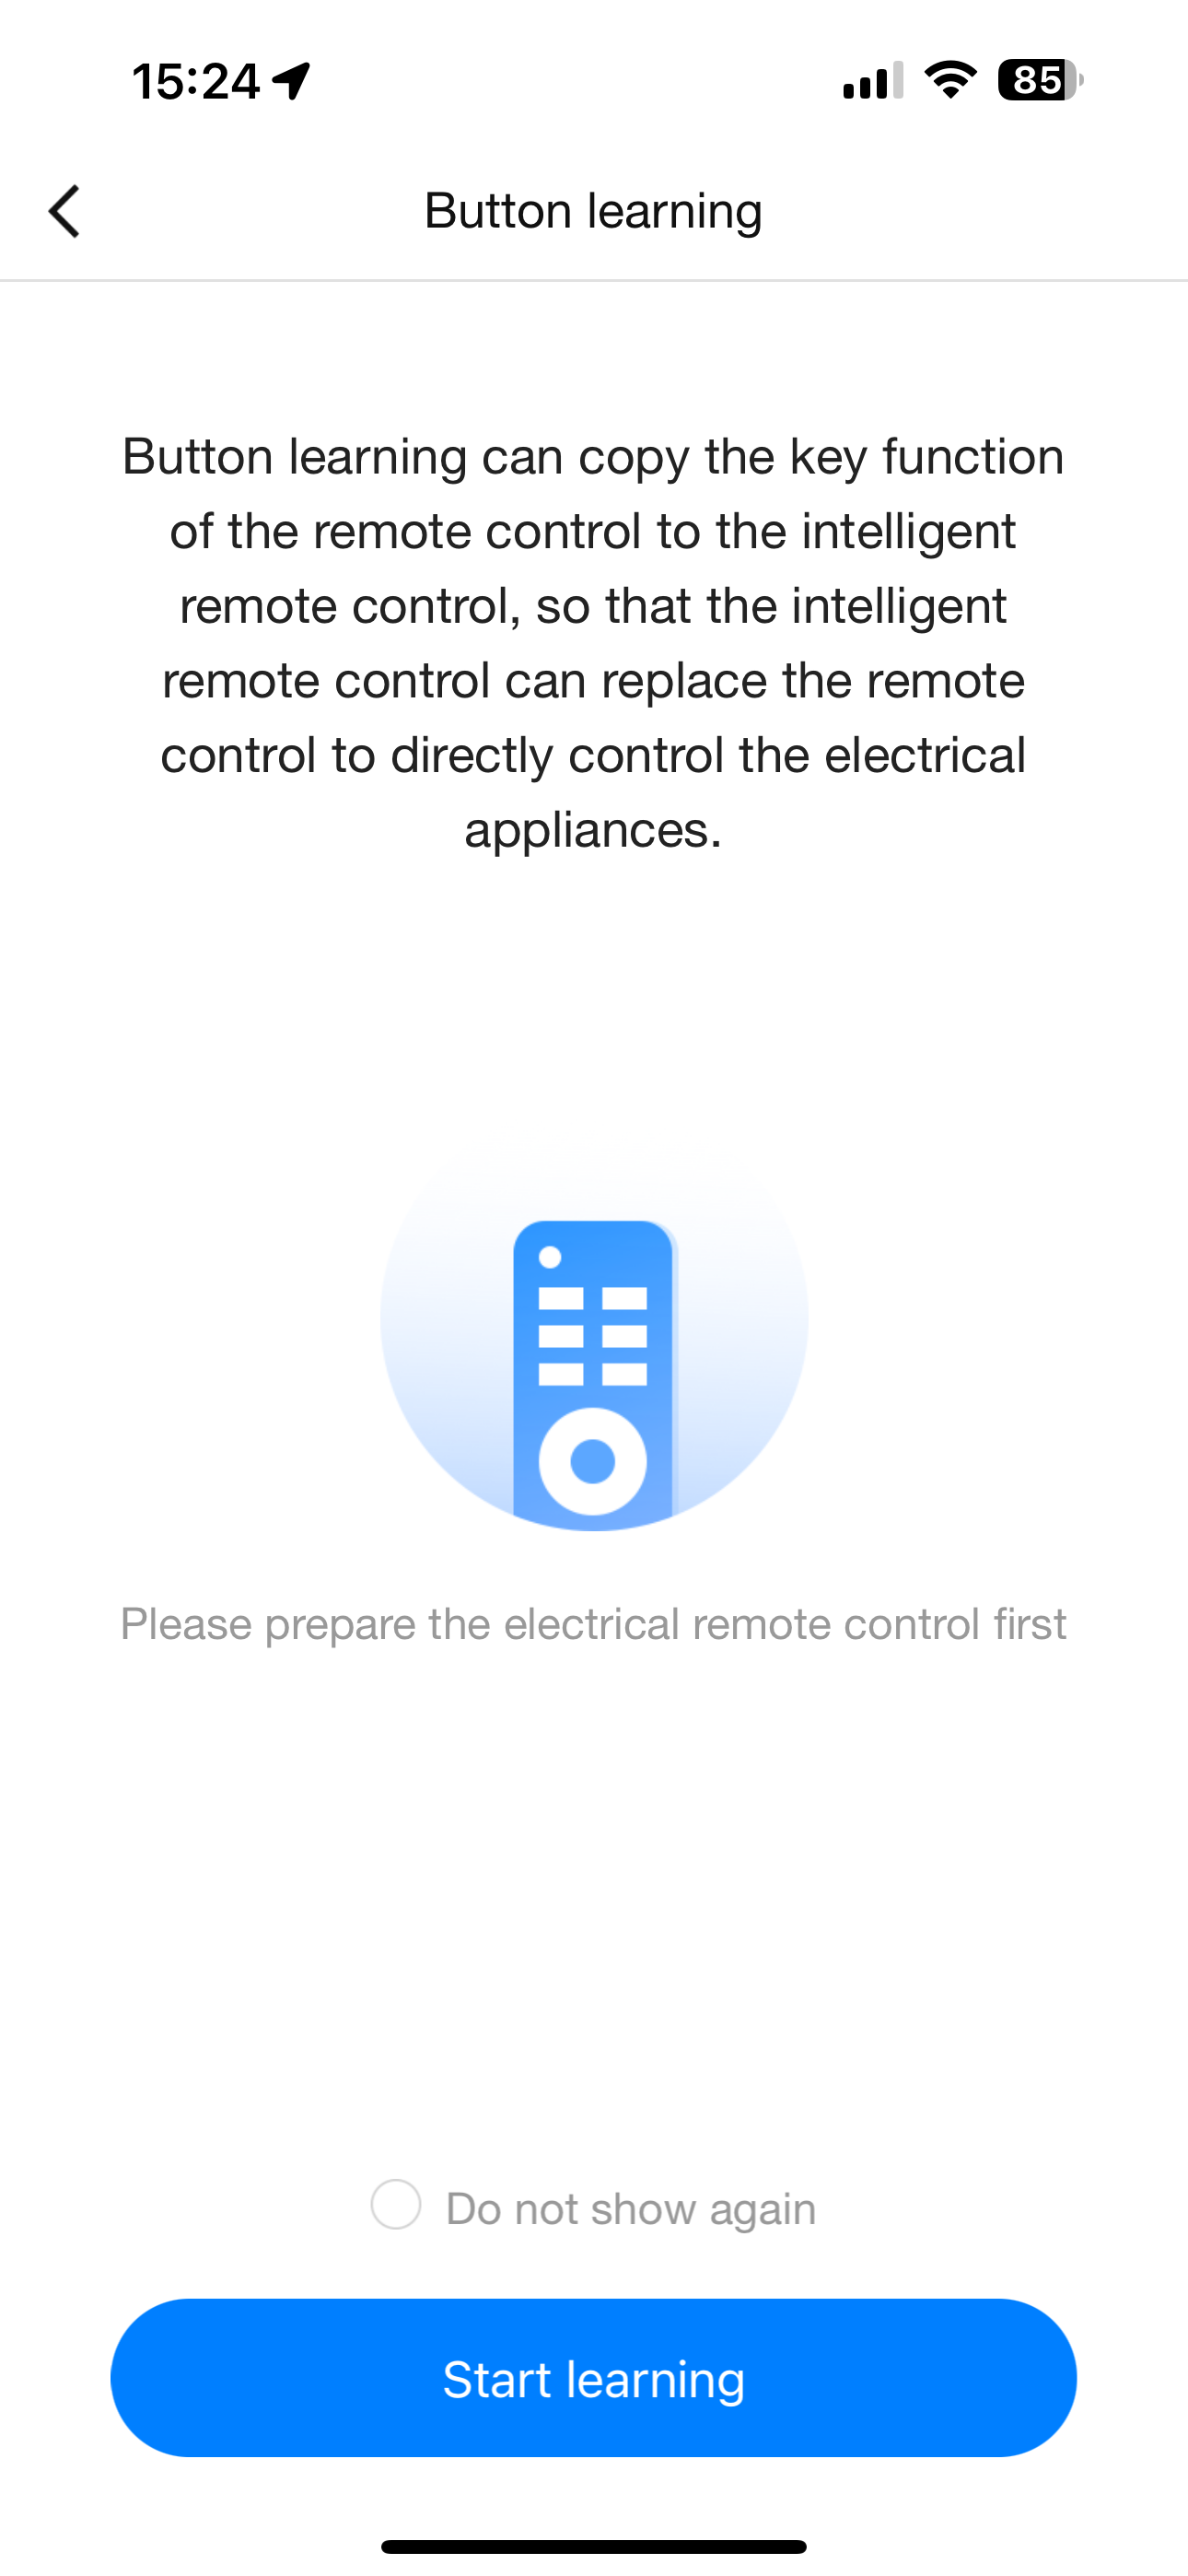 15:24
85
Button learning
Button learning can copy the key function
of the remote control to the intelligent
remote control, so that the intelligent
remote control can replace the remote
control to directly control the electrical
appliances.
Please prepare the electrical remote control first
Do not show again
Start learning